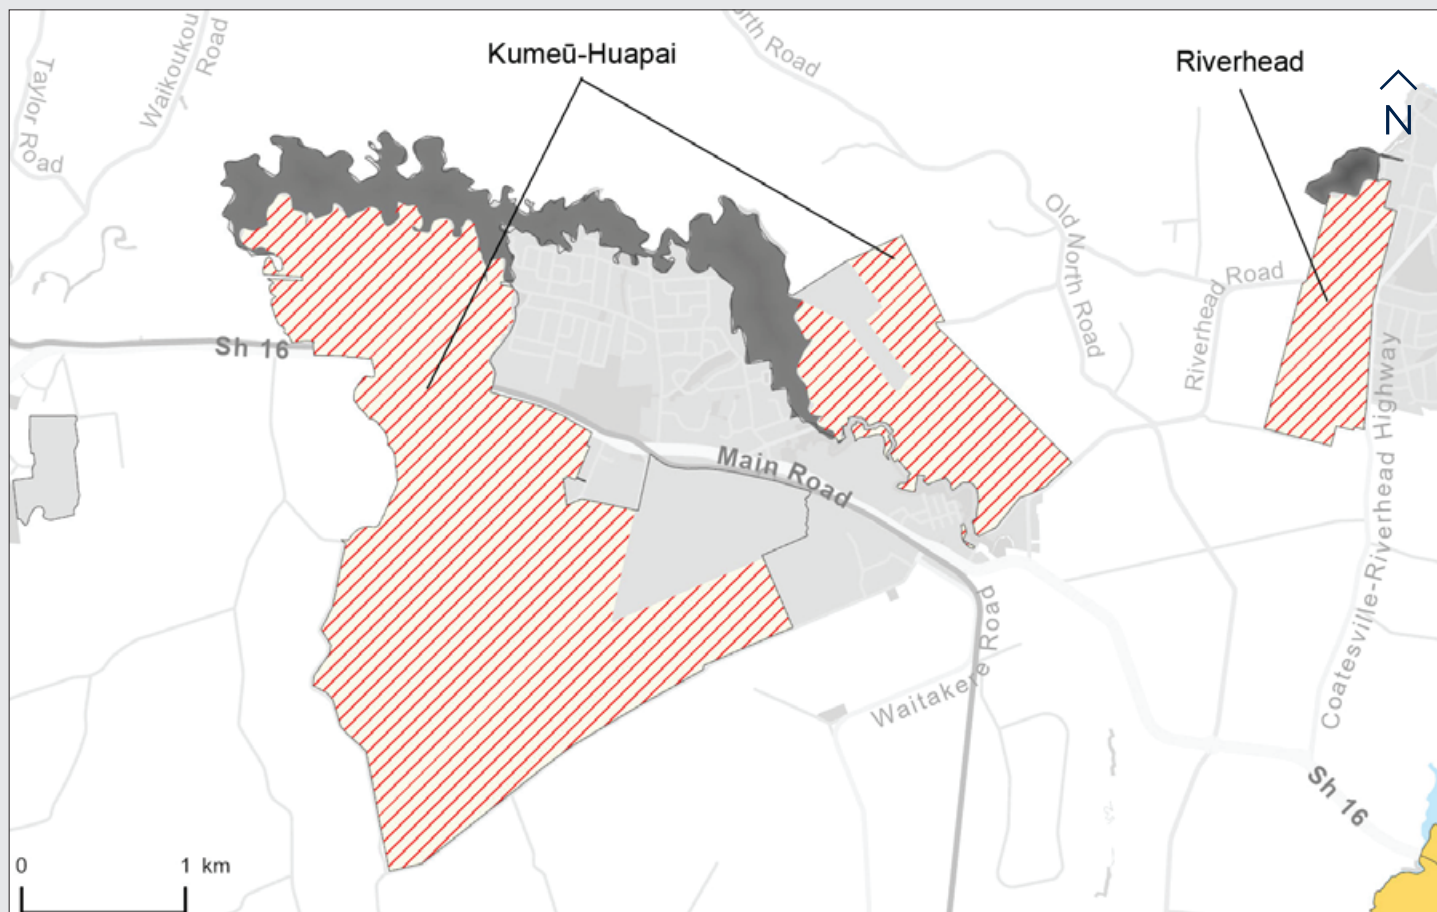 Taylor Road
Waikoukou
Road
North Road
Kumeū-Huapai
Riverhead
N
Old North Road
Riverhead Road
Sh 16
Main Road
Coatesville-Riverhead Highway
Waitakere Road
Sh 16
0 1 km